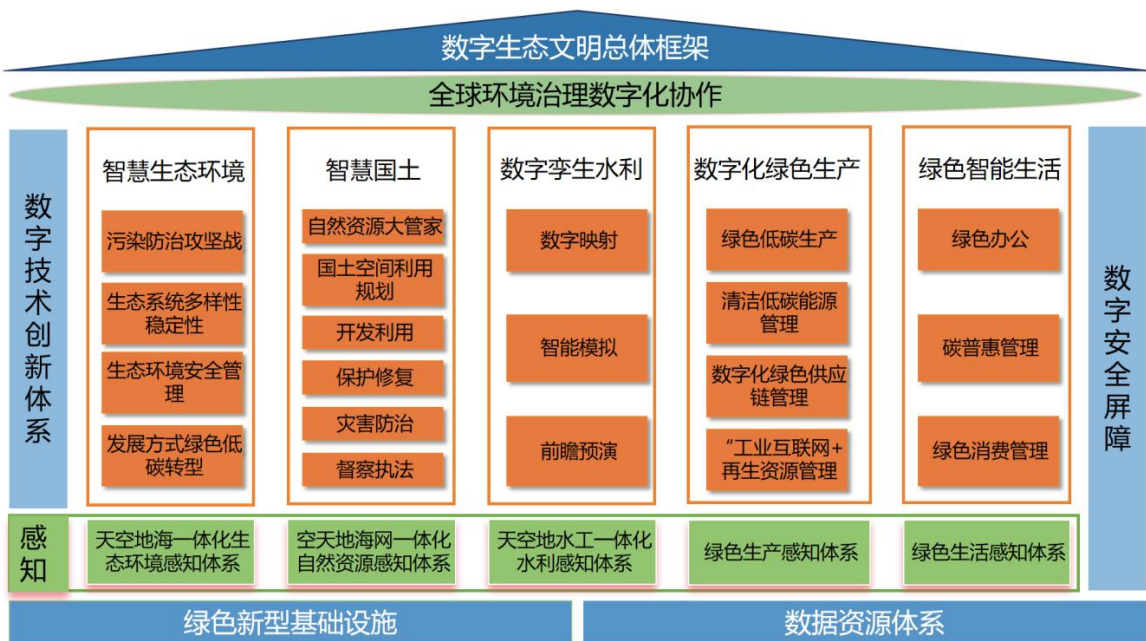 数字生态文明总体框架
全球环境治理数字化协作
数字技术创新体系
智慧生态环境
污染防治攻坚战
生态系统多样性
稳定性
生态环境安全管
理
发展方式绿色低
碳转型
智慧国土
自然资源大管家
国土空间利用
规划
开发利用
保护修复
灾害防治
督察执法
数字孪生水利
数字映射
智能模拟
前瞻预演
数字化绿色生产
绿色低碳生产
清洁低碳能源
管理
数字化绿色供应
链管理
“工业互联网+
再生资源管理
绿色智能生活
绿色办公
碳普惠管理
绿色消费管理
数字安全屏障
感知
天空地海一体化生
态环境感知体系
空天地海网一体化
自然资源感知体系
天空地水工一体化
水利感知体系
绿色生产感知体系
绿色生活感知体系
绿色新型基础设施
数据资源体系